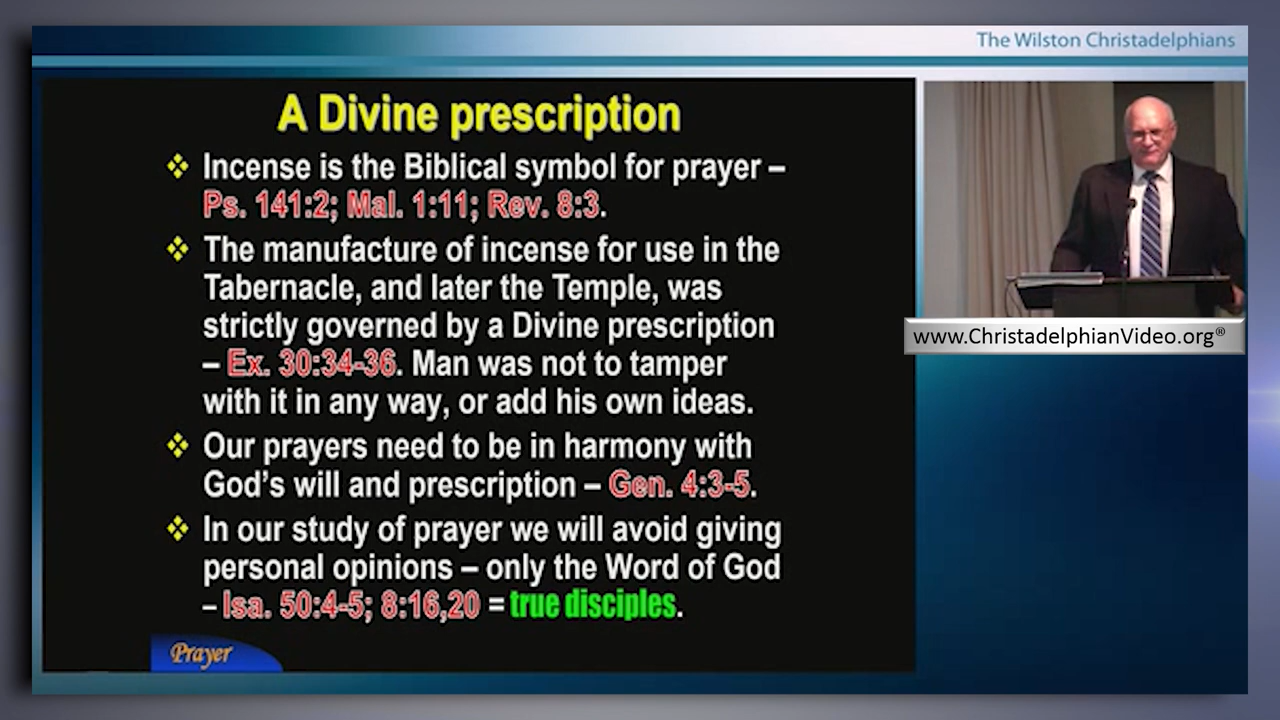 The Wilston Christadelphians
A Divine prescription
❖ Incense is the Biblical symbol for prayer –
Ps. 141:2; Mal. 1:11; Rev. 8:3.
❖ The manufacture of incense for use in the
Tabernacle, and later the Temple, was
strictly governed by a Divine prescription
– Ex. 30:34-36. Man was not to tamper
with it in any way, or add his own ideas.
❖ Our prayers need to be in harmony with
God's will and prescription – Gen. 4:3-5.
❖ In our study of prayer we will avoid giving
personal opinions – only the Word of God
– Isa. 50:4-5; 8:16,20 = true disciples.
Prayer
www.ChristadelphianVideo.org®